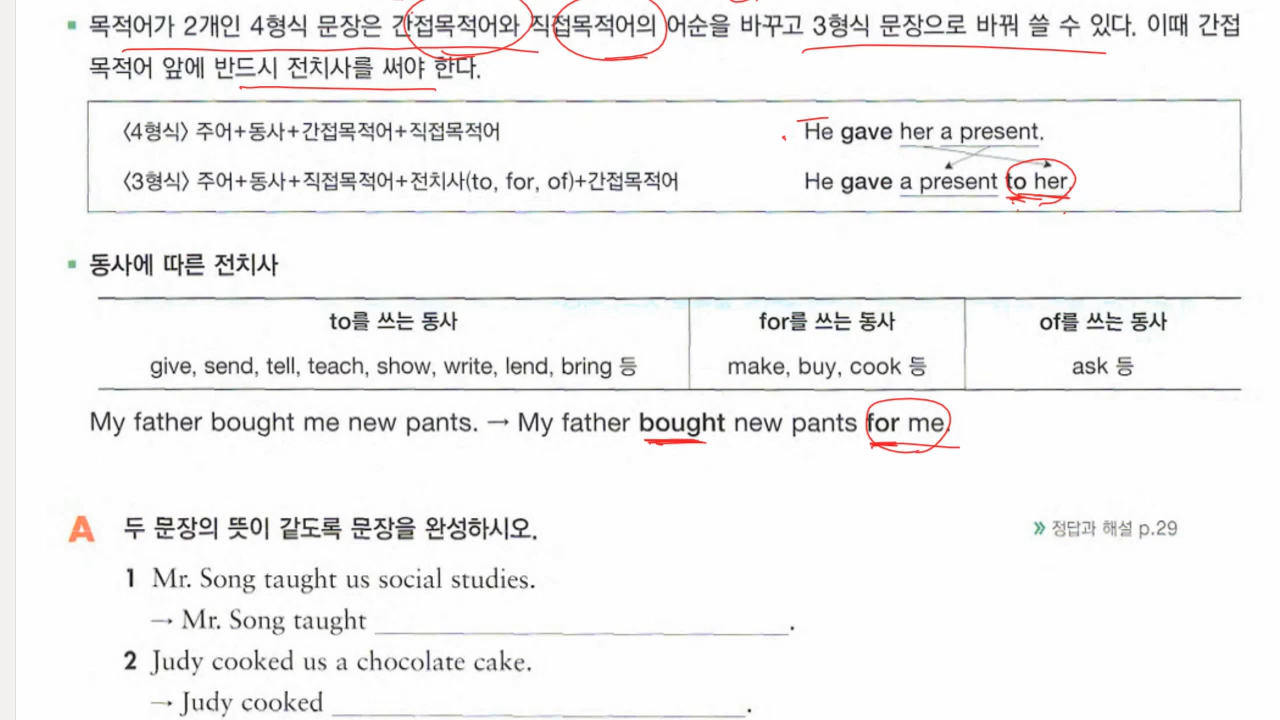 목적어가 2개인 4형식 문장은 간접목적어와 직접목적어의 어순을 바꾸고 3형식 문장으로 바꿔 쓸 수 있다. 이때 간접
목적어 앞에 반드시 전치사를 써야 한다.
〈4형식〉 주어+동사+간접목적어+직접목적어 He gave her a present.
〈3형식〉 주어+동사+직접목적어+전치사(to, for, of)+간접목적어 He gave a present to her.
동사에 따른 전치사
to를 쓰는 동사 for를 쓰는 동사 of를 쓰는 동사
give, send, tell, teach, show, write, lend, bring 등 make, buy, cook 등 ask 등
My father bought me new pants. → My father bought new pants for me.
A 두 문장의 뜻이 같도록 문장을 완성하시오. » 정답과 해설 p.29
1 Mr. Song taught us social studies.
→ Mr. Song taught ____________.
2 Judy cooked us a chocolate cake.
→ Judy cooked ____________.